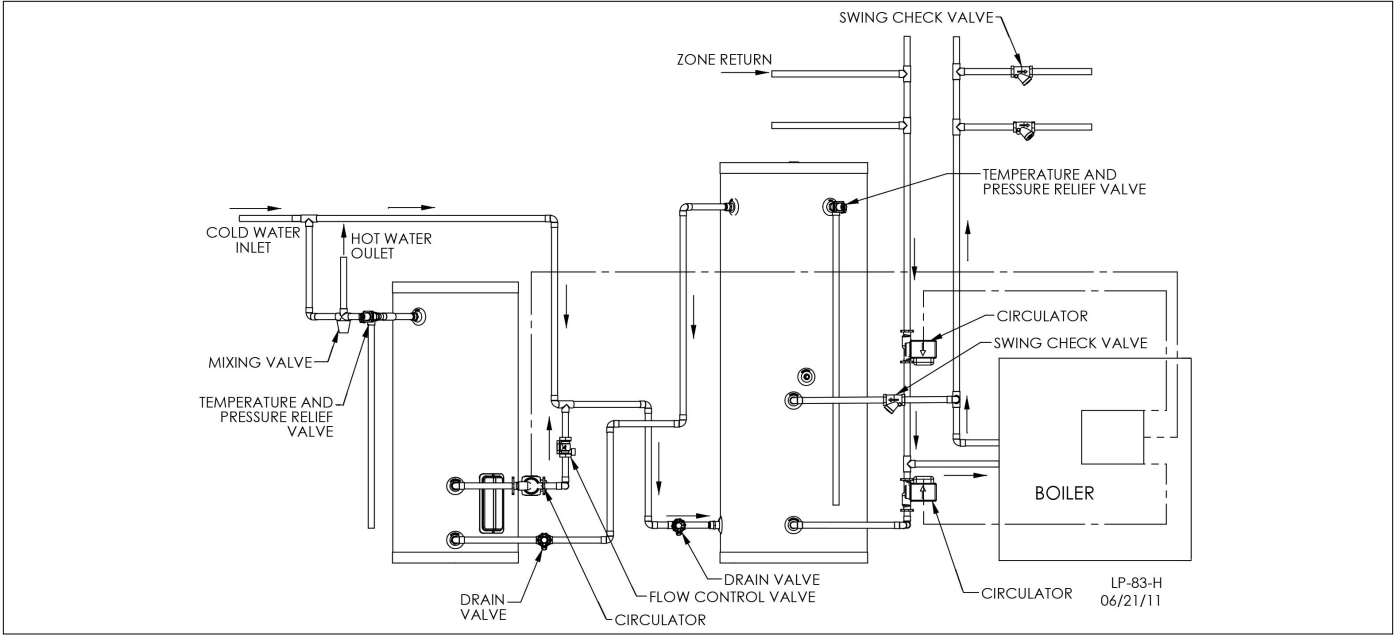 SWING CHECK VALVE
ZONE RETURN
TEMPERATURE AND
PRESSURE RELIEF VALVE
COLD WATER
INLET
HOT WATER
OULET
CIRCULATOR
SWING CHECK VALVE
MIXING VALVE
TEMPERATURE AND
PRESSURE RELIEF
VALVE
BOILER
DRAIN VALVE
FLOW CONTROL VALVE
DRAIN
VALVE
CIRCULATOR
CIRCULATOR
LP-83-H
06/21/11